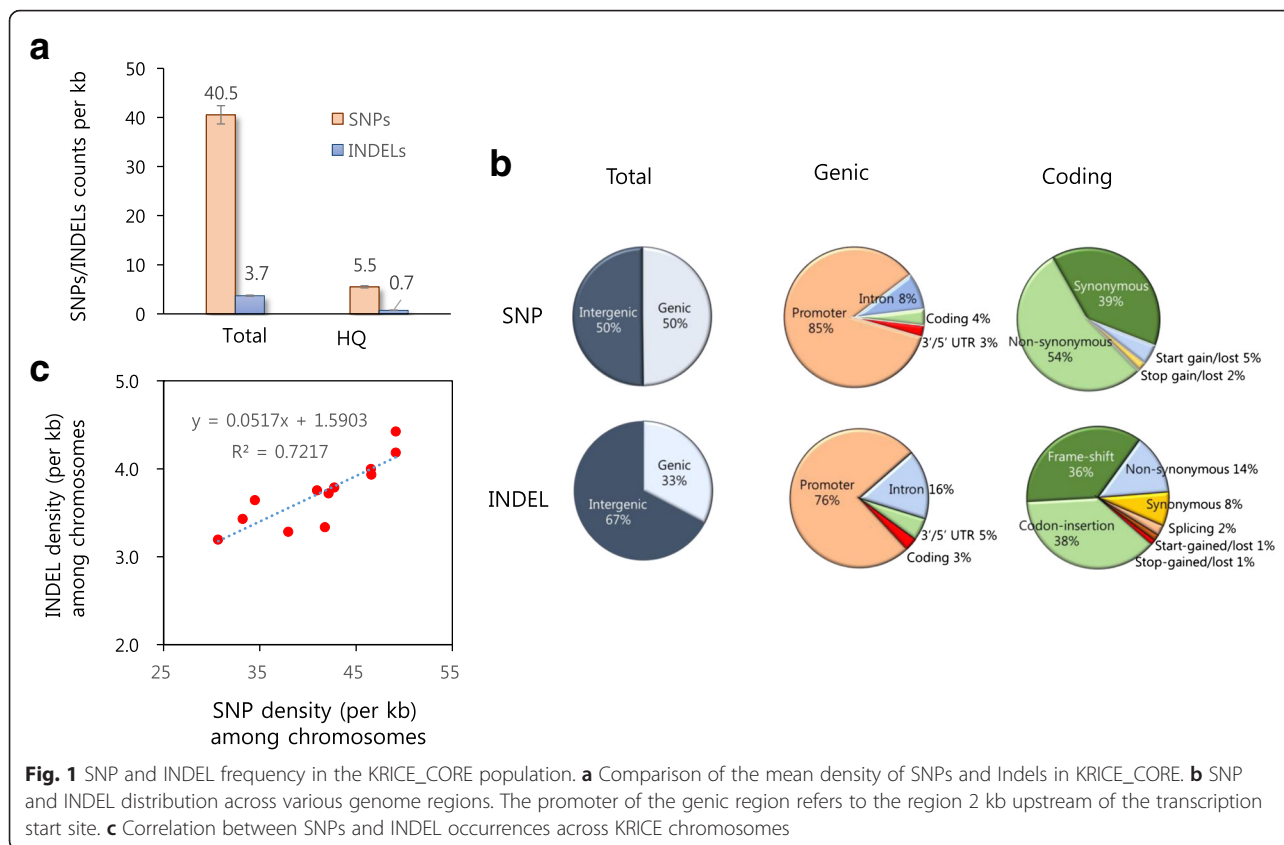 a
SNPs/INDELs counts per kb
50
40
30
20
10
0
40.5
3.7
5.5
0.7
SNPs
INDELs
Total
HQ
b
Total
Genic
Coding
SNP
Intergenic
50%
Genic
50%
Promoter
85%
Intron 8%
Coding 4%
3'/5' UTR 3%
Synonymous
39%
Non-synonymous
54%
Start gain/lost 5%
Stop gain/lost 2%
INDEL
Genic
33%
Intergenic
67%
Promoter
76%
Intron 16%
3'/5' UTR 5%
Coding 3%
Frame-shift
36%
Non-synonymous 14%
Synonymous 8%
Codon-insertion
38%
Splicing 2%
Start-gained/lost 1%
Stop-gained/lost 1%
c
INDEL density (per kb)
among chromosomes
5.0
4.0
3.0
2.0
y = 0.0517x + 1.5903
R² = 0.7217
25
35
45
55
SNP density (per kb)
among chromosomes
Fig. 1 SNP and INDEL frequency in the KRICE_CORE population. a Comparison of the mean density of SNPs and Indels in KRICE_CORE. b SNP
and INDEL distribution across various genome regions. The promoter of the genic region refers to the region 2 kb upstream of the transcription
start site. c Correlation between SNPs and INDEL occurrences across KRICE chromosomes